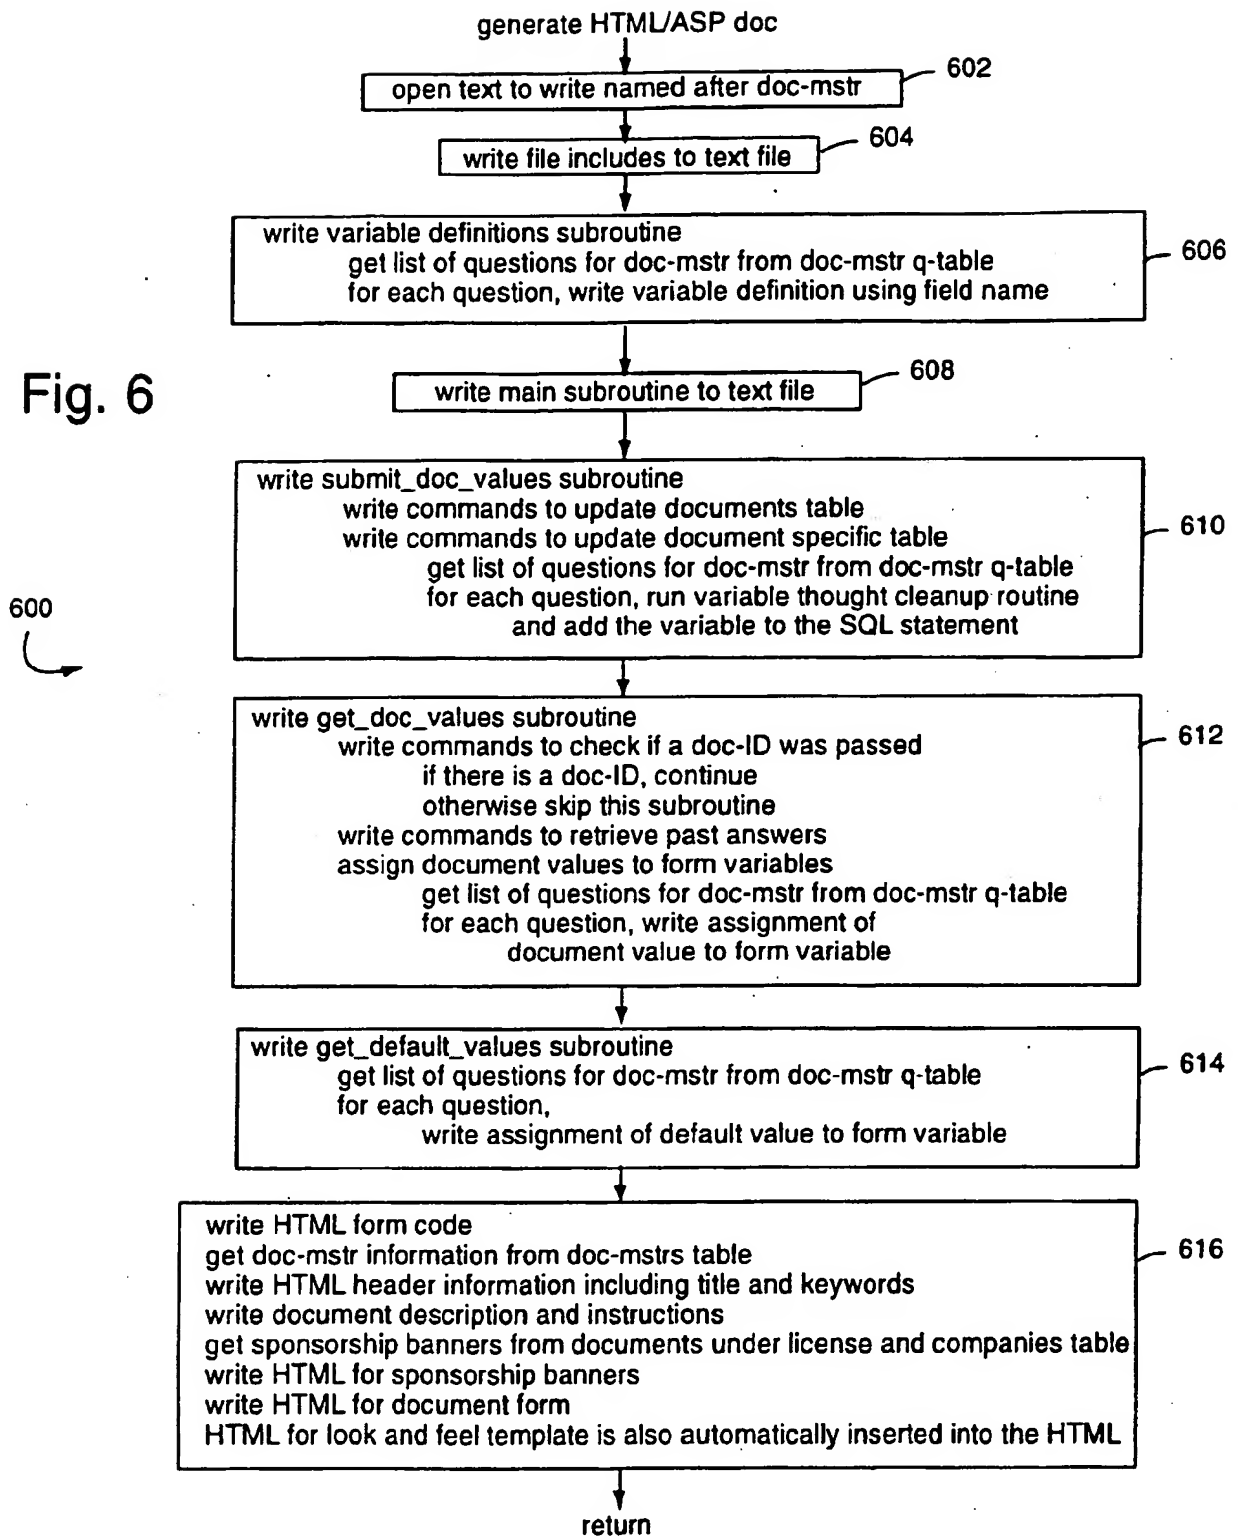 generate HTML/ASP doc
602
open text to write named after doc-mstr
604
write file includes to text file
606
write variable definitions subroutine
get list of questions for doc-mstr from doc-mstr q-table
for each question, write variable definition using field name
Fig. 6
608
write main subroutine to text file
610
write submit_doc_values subroutine
write commands to update documents table
write commands to update document specific table
get list of questions for doc-mstr from doc-mstr q-table
for each question, run variable thought cleanup routine
and add the variable to the SQL statement
600
612
write get_doc_values subroutine
write commands to check if a doc-ID was passed
if there is a doc-ID, continue
otherwise skip this subroutine
write commands to retrieve past answers
assign document values to form variables
get list of questions for doc-mstr from doc-mstr q-table
for each question, write assignment of
document value to form variable
614
write get_default_values subroutine
get list of questions for doc-mstr from doc-mstr q-table
for each question,
write assignment of default value to form variable
616
write HTML form code
get doc-mstr information from doc-mstrs table
write HTML header information including title and keywords
write document description and instructions
get sponsorship banners from documents under license and companies table
write HTML for sponsorship banners
write HTML for document form
HTML for look and feel template is also automatically inserted into the HTML
return